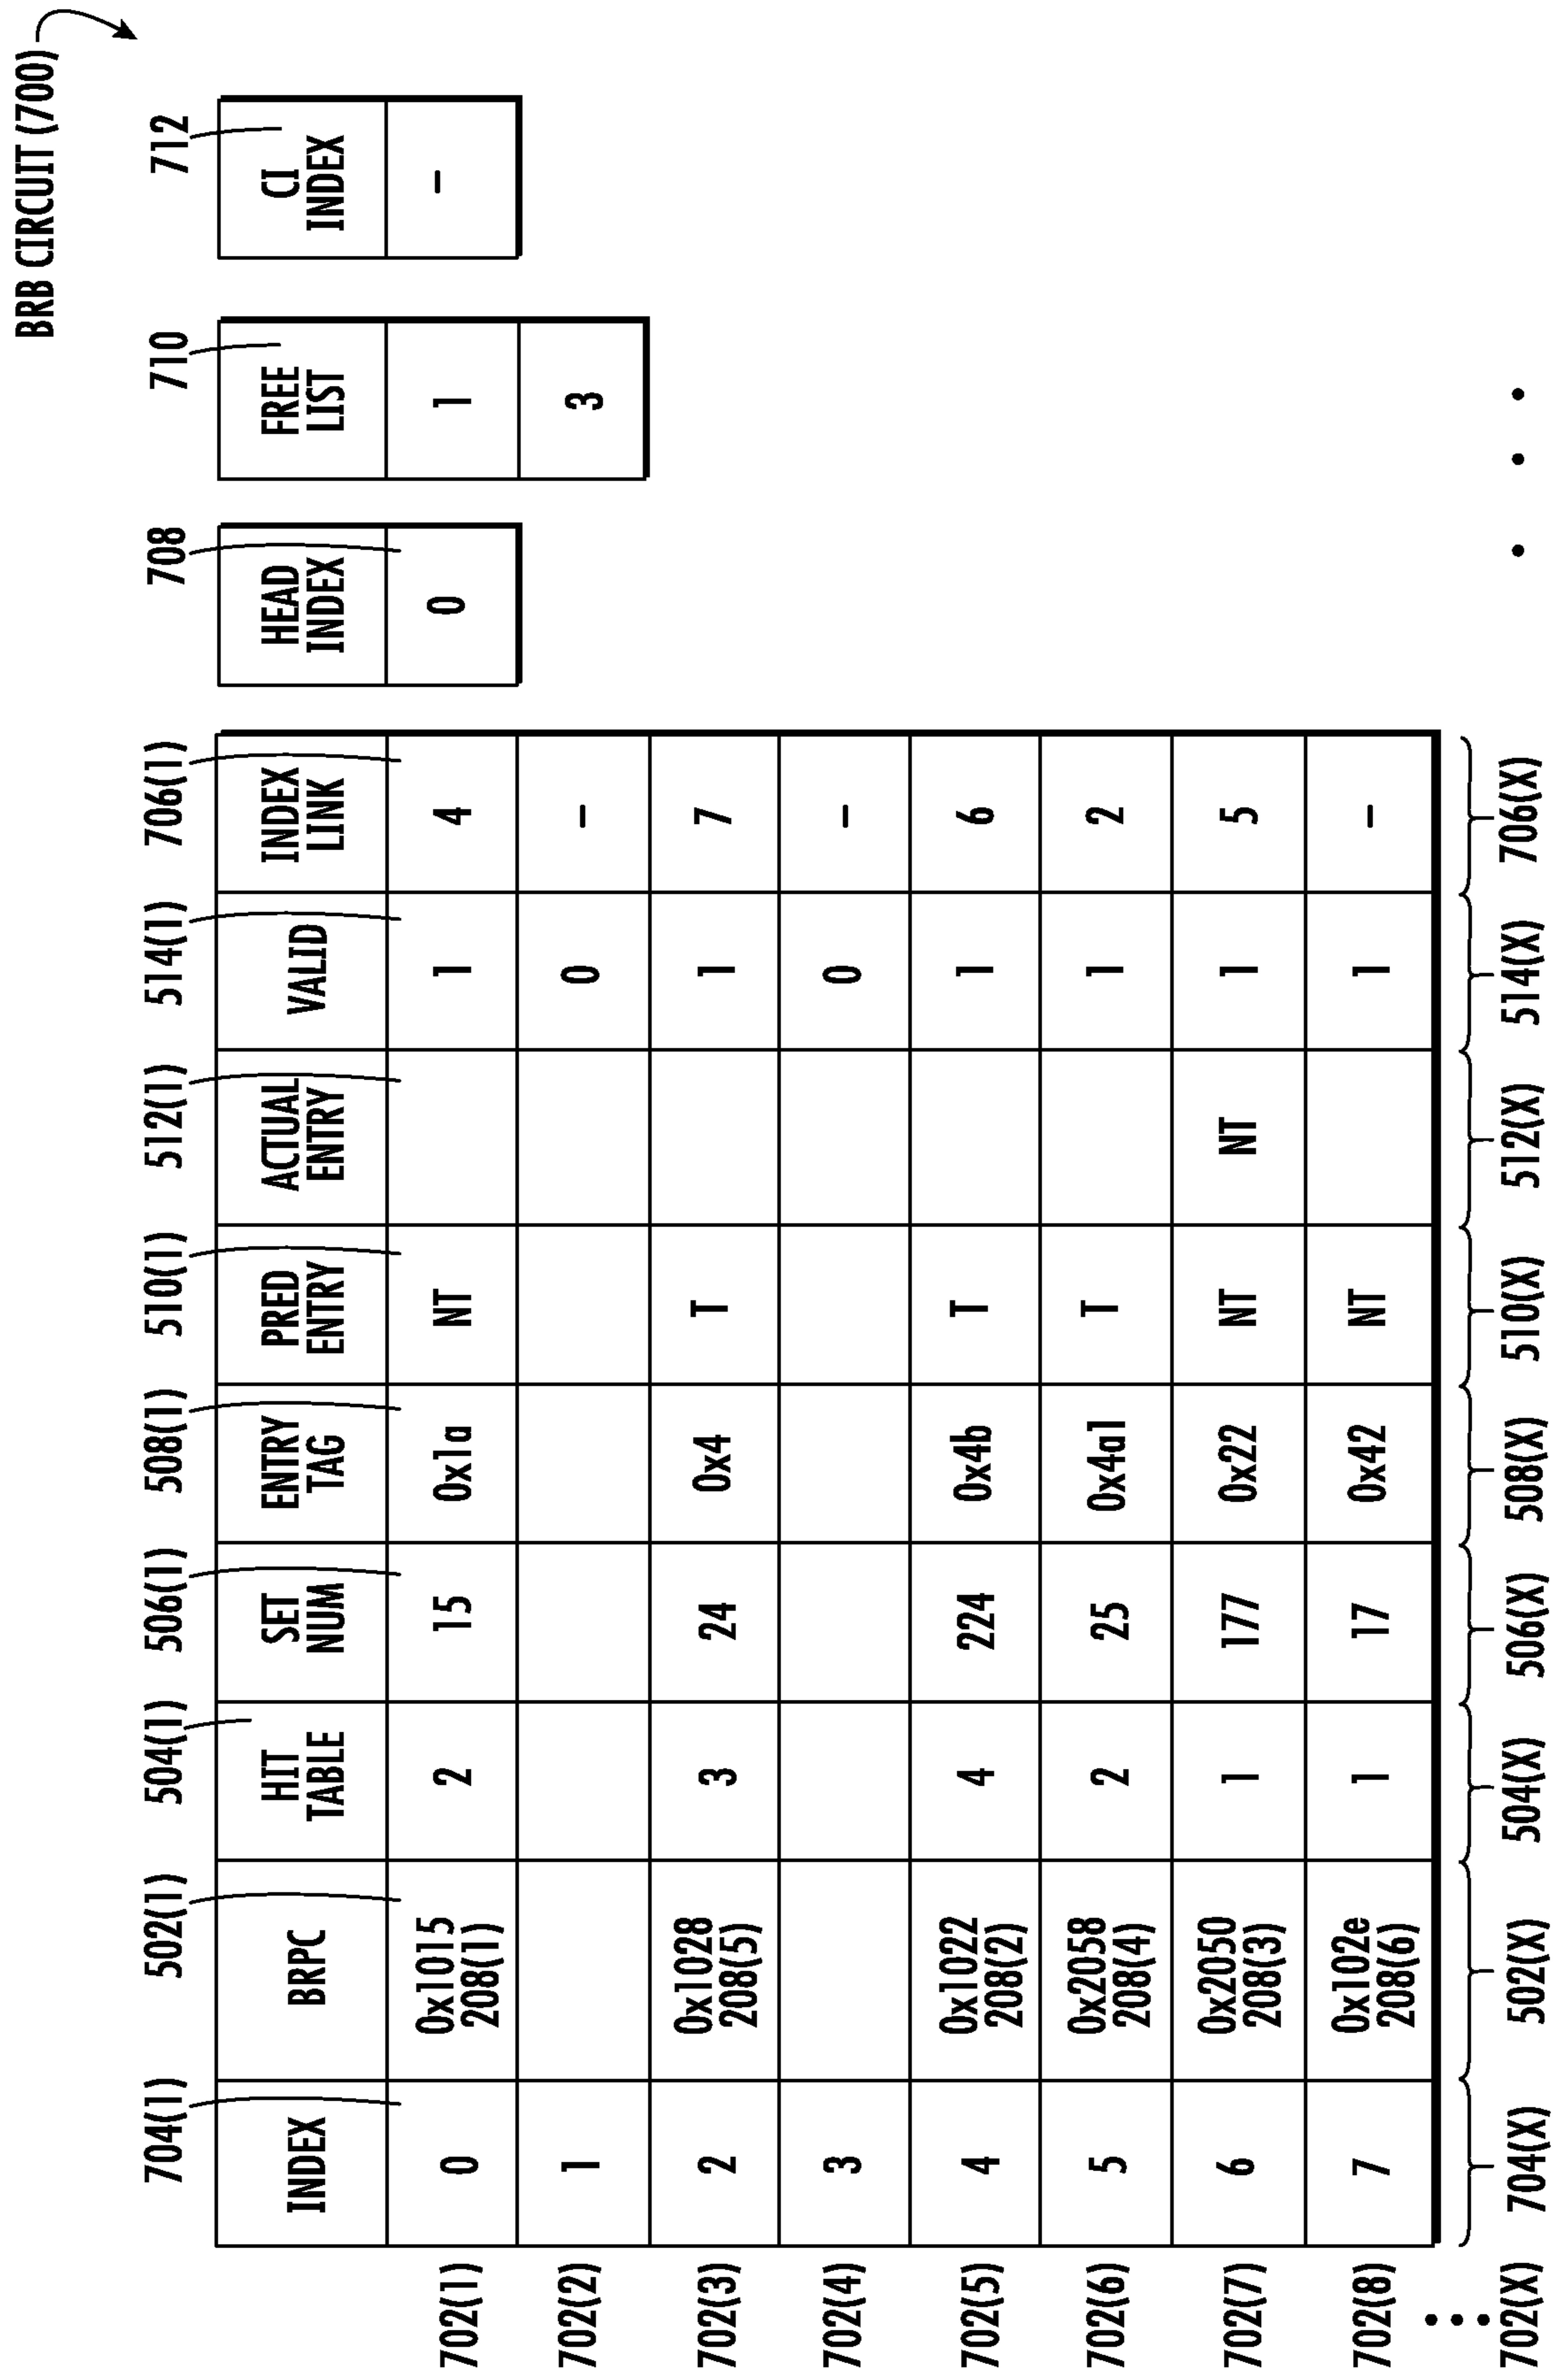 BRB CIRCUIT (700)
704(1) 502(1) 504(1) 506(1) 508(1) 510(1) 512(1) 514(1) 706(1) 708 710 712
INDEX BRPC HIT TABLE SET NUM ENTRY TAG PRED ENTRY ACTUAL ENTRY VALID INDEX LINK HEAD INDEX FREE LIST CI INDEX
702(1) 0 0x1015 208(1) 2 15 0x1a NT 1 4 0 1 –
702(2) 1 0 – 3
702(3) 2 0x1028 208(5) 3 24 0x4 T 1 7
702(4) 3 0 –
702(5) 4 0x1022 208(2) 4 224 0x4b T 1 6
702(6) 5 0x2058 208(4) 2 25 0x4a1 T 1 2
702(7) 6 0x2050 208(3) 1 177 0x22 NT NT 1 5
702(8) 7 0x102e 208(6) 1 17 0x42 NT 1 –
702(X) 704(X) 502(X) 504(X) 506(X) 508(X) 510(X) 512(X) 514(X) 706(X)